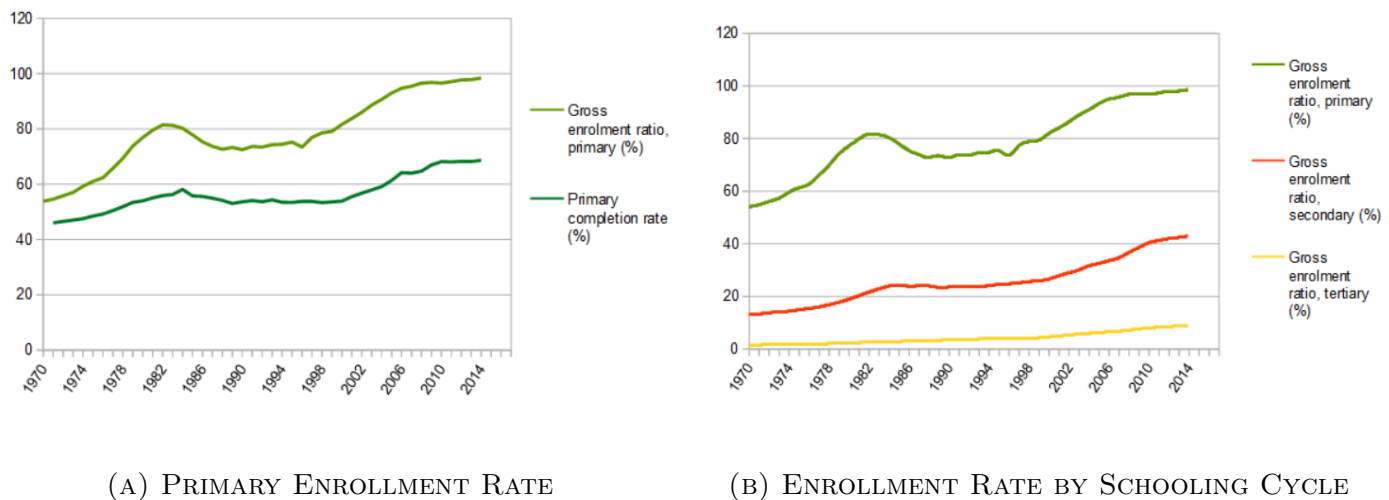 120
100
80
60
40
20
0
1970
1974
1978
1982
1986
1990
1994
1998
2002
2006
2010
2014
Gross
enrolment ratio,
primary (%)
Primary
completion rate
(%)
(A) PRIMARY ENROLLMENT RATE
120
100
80
60
40
20
0
1970
1974
1978
1982
1986
1990
1994
1998
2002
2006
2010
2014
Gross
enrolment
ratio, primary
(%)
Gross
enrolment
ratio,
secondary (%)
Gross
enrolment
ratio, tertiary
(%)
(B) ENROLLMENT RATE BY SCHOOLING CYCLE